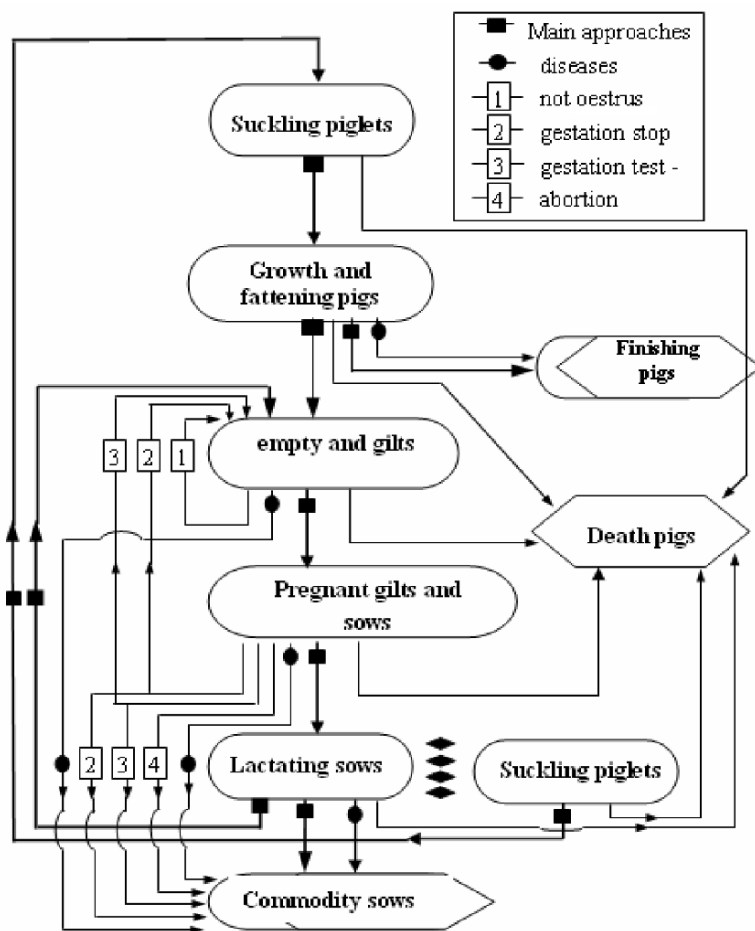 Main approaches
diseases
1 not oestrus
2 gestation stop
3 gestation test -
4 abortion
Suckling piglets
Growth and
fattening pigs
Finishing
pigs
empty and gilts
3 2 1
Death pigs
Pregnant gilts and
sows
2 3 4
Lactating sows
Suckling piglets
Commodity sows